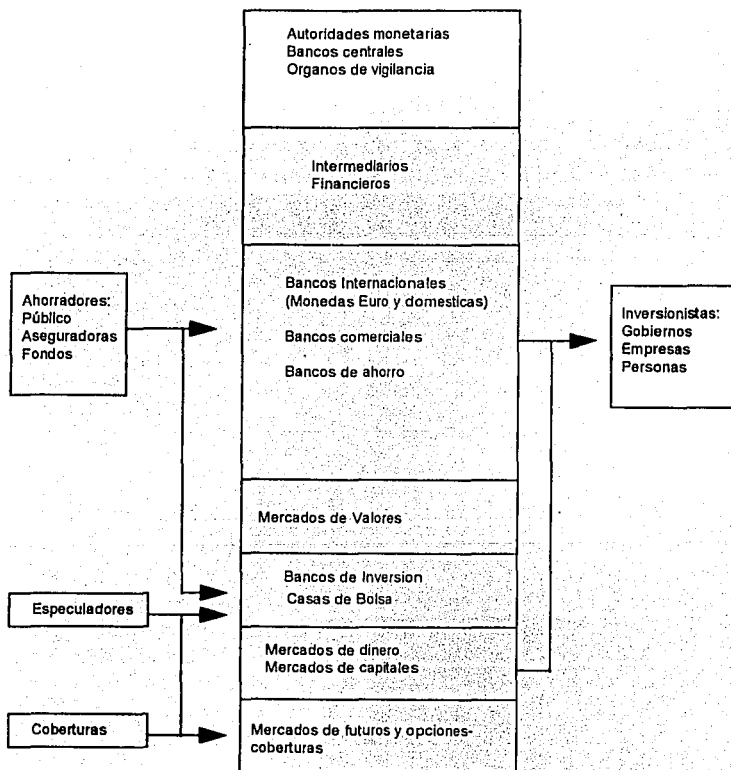 Autoridades monetarias
Bancos centrales
Organos de vigilancia
Intermediarios
Financieros
Ahorradores:
Público
Aseguradoras
Fondos
Bancos Internacionales
(Monedas Euro y domesticas)
Bancos comerciales
Bancos de ahorro
Inversionistas:
Gobiernos
Empresas
Personas
Mercados de Valores
Bancos de Inversion
Casas de Bolsa
Especuladores
Mercados de dinero
Mercados de capitales
Coberturas
Mercados de futuros y opciones-
coberturas